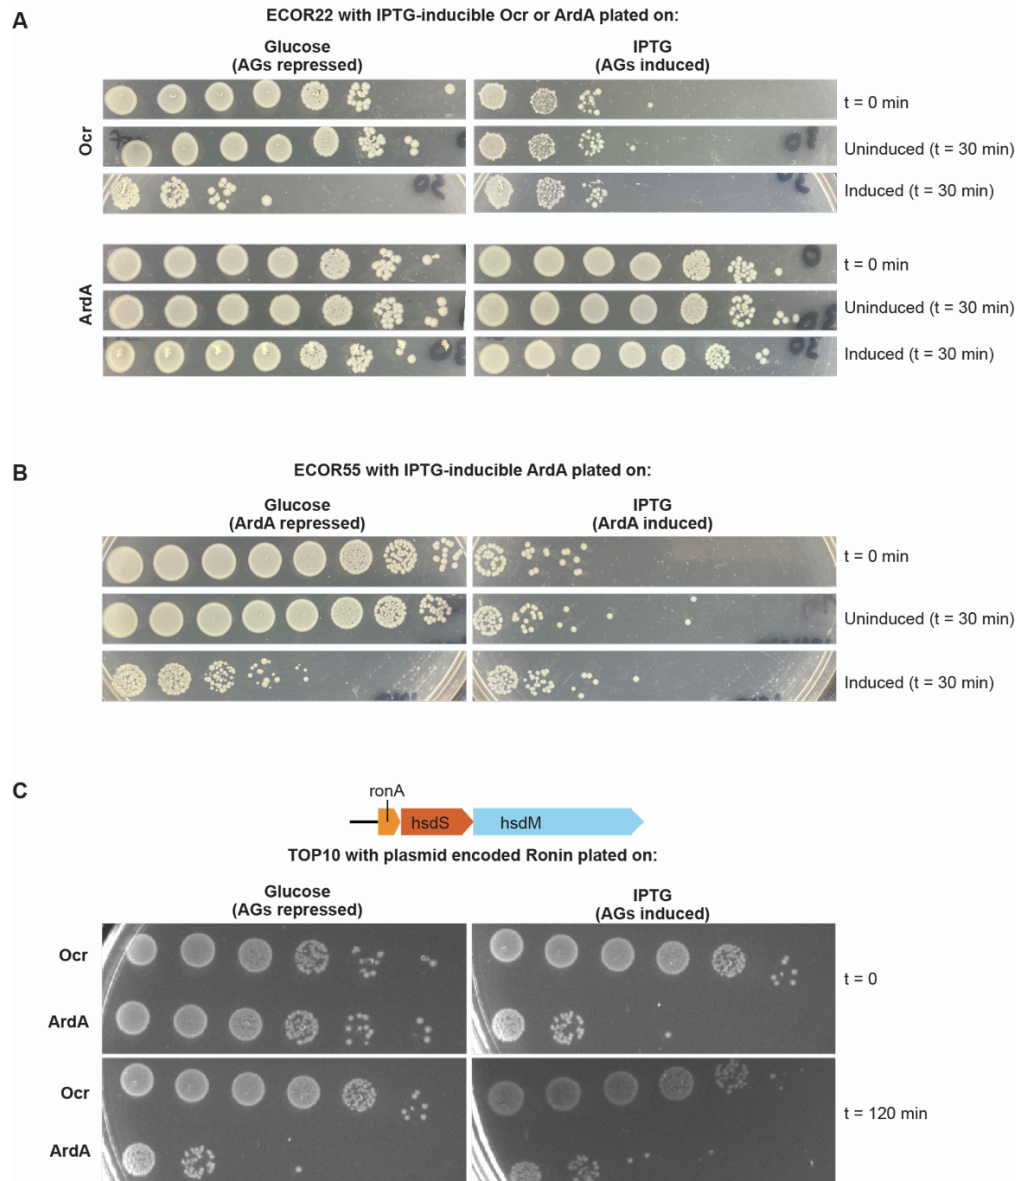 A
ECOR22 with IPTG-inducible Ocr or ArdA plated on:
Glucose
(AGs repressed)
IPTG
(AGs induced)
Ocr
t = 0 min
Uninduced (t = 30 min)
Induced (t = 30 min)
ArdA
t = 0 min
Uninduced (t = 30 min)
Induced (t = 30 min)
B
ECOR55 with IPTG-inducible ArdA plated on:
Glucose
(ArdA repressed)
IPTG
(ArdA induced)
t = 0 min
Uninduced (t = 30 min)
Induced (t = 30 min)
C
ronA
hsdS hsdM
TOP10 with plasmid encoded Ronin plated on:
Glucose
(AGs repressed)
IPTG
(AGs induced)
Ocr
ArdA
t = 0
Ocr
ArdA
t = 120 min